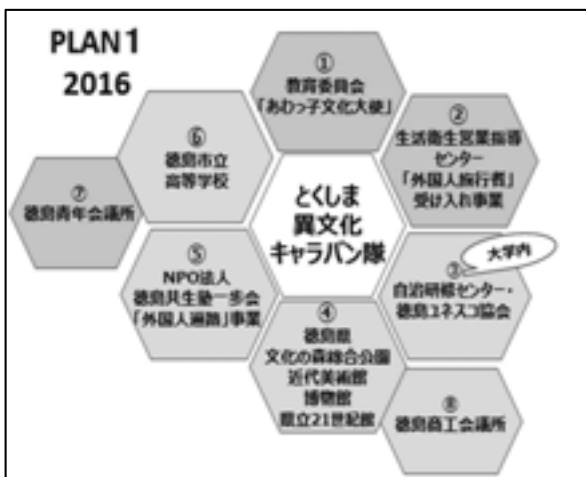 PLAN1
2016
①
教育委員会
「あわっ子文化大使」
②
生活衛生営業指導
センター
「外国人旅行者」
受け入れ事業
とくしま
異文化
キャラバン隊
大学内
③
自治研修センター・
徳島ユネスコ協会
④
徳島県
文化の森総合公園
近代美術館
博物館
県立21世紀館
⑤
NPO法人
徳島共生塾一歩会
「外国人遍路」事業
⑥
徳島市立
高等学校
⑦
徳島青年会議所
⑧
徳島商工会議所